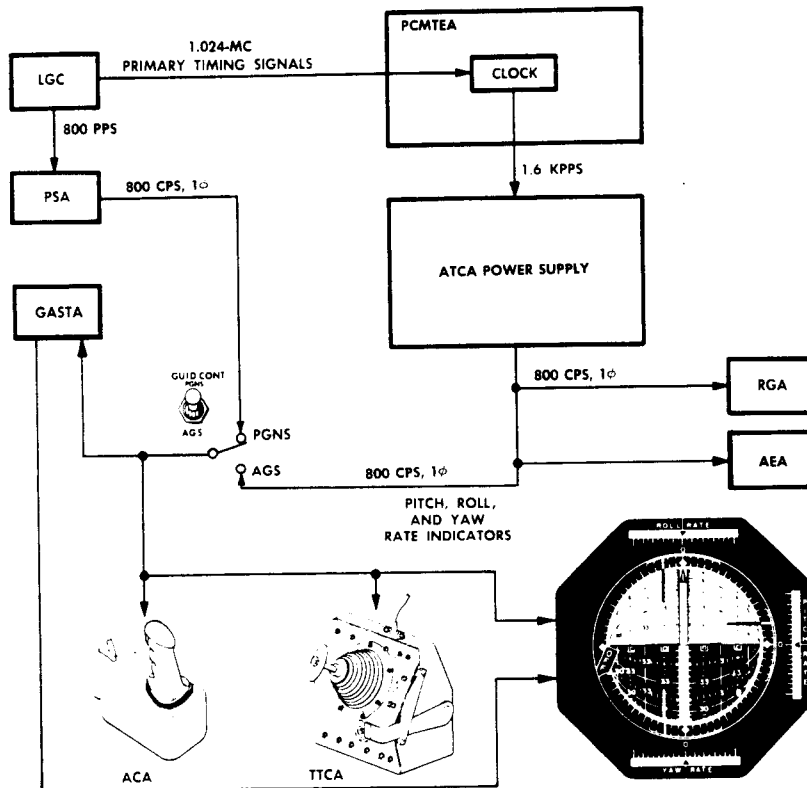 PCMTEA
1.024-MC
PRIMARY TIMING SIGNALS
LGC
CLOCK
800 PPS
1.6 KPPS
PSA
800 CPS, 1ϕ
ATCA POWER SUPPLY
GASTA
800 CPS, 1ϕ
RGA
GUID CONT
PGNS
AGS
PGNS
AGS
800 CPS, 1ϕ
AEA
PITCH, ROLL,
AND YAW
RATE INDICATORS
ROLL RATE
YAW RATE
ACA
TTCA